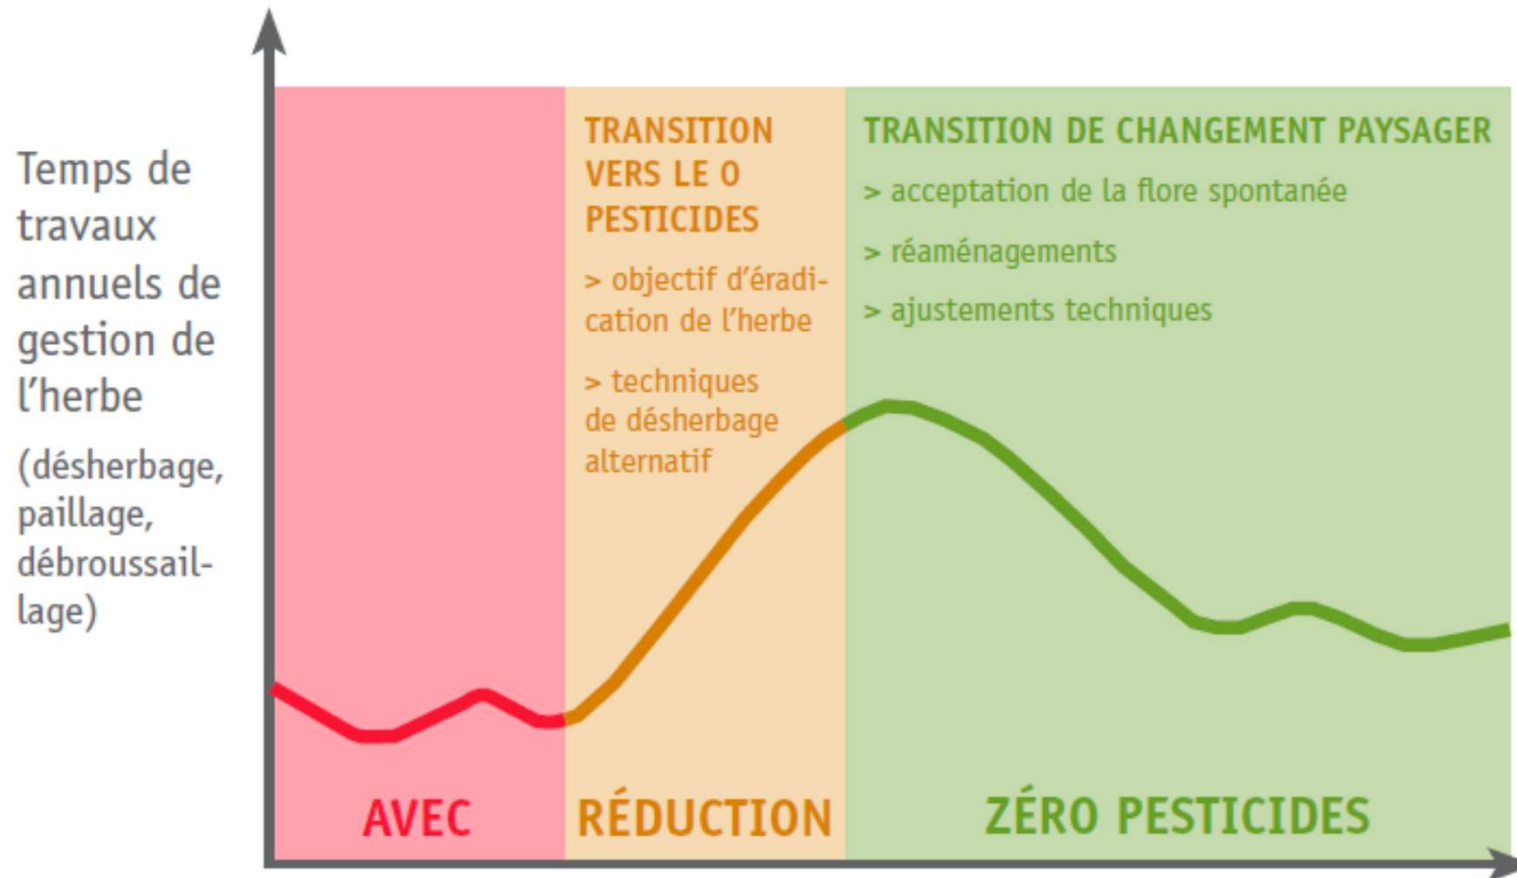 Temps de
travaux
annuels de
gestion de
l'herbe
(désherbage,
paillage,
débroussail-
lage)
TRANSITION
VERS LE 0
PESTICIDES
> objectif d'éradi-
cation de l'herbe
> techniques
de désherbage
alternatif
TRANSITION DE CHANGEMENT PAYSAGER
> acceptation de la flore spontanée
> réaménagements
> ajustements techniques
AVEC
RÉDUCTION
ZÉRO PESTICIDES